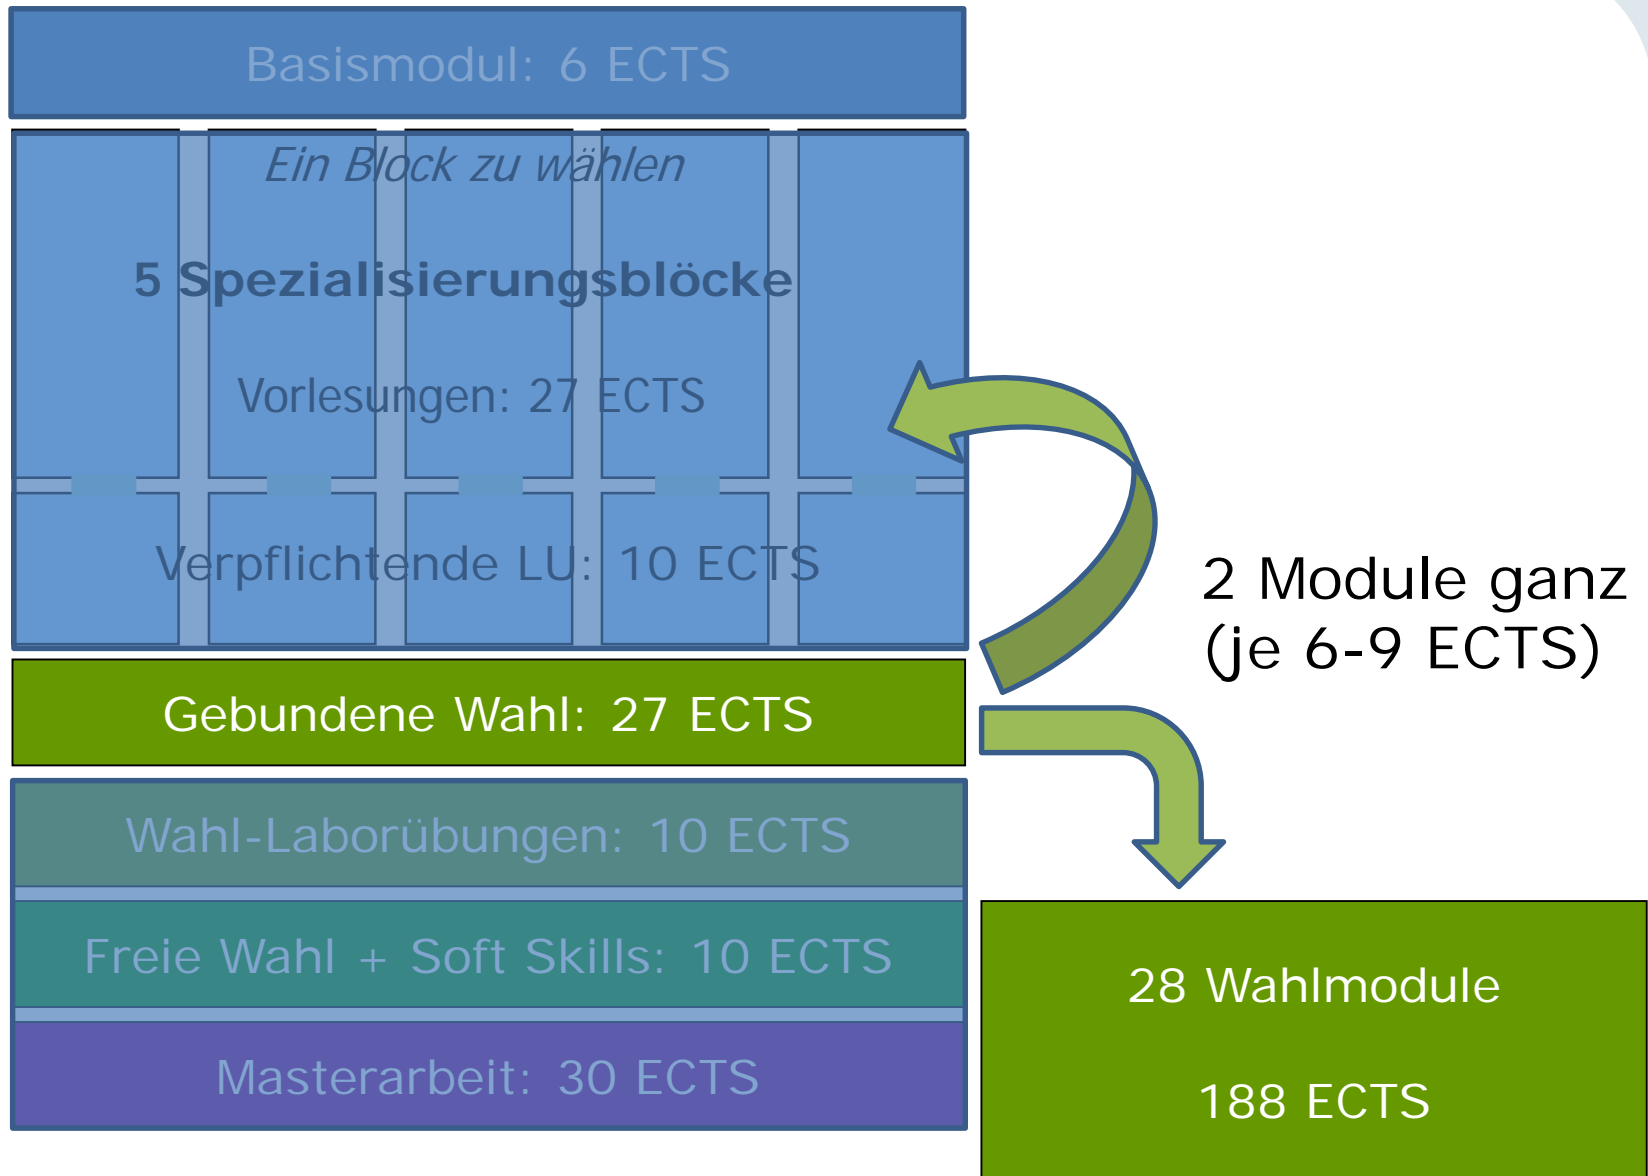 Basismodul: 6 ECTS
Ein Block zu wählen
5 Spezialisierungsblöcke
Vorlesungen: 27 ECTS
Verpflichtende LU: 10 ECTS
2 Module ganz
(je 6-9 ECTS)
Gebundene Wahl: 27 ECTS
Wahl-Laborübungen: 10 ECTS
Freie Wahl + Soft Skills: 10 ECTS
Masterarbeit: 30 ECTS
28 Wahlmodule
188 ECTS